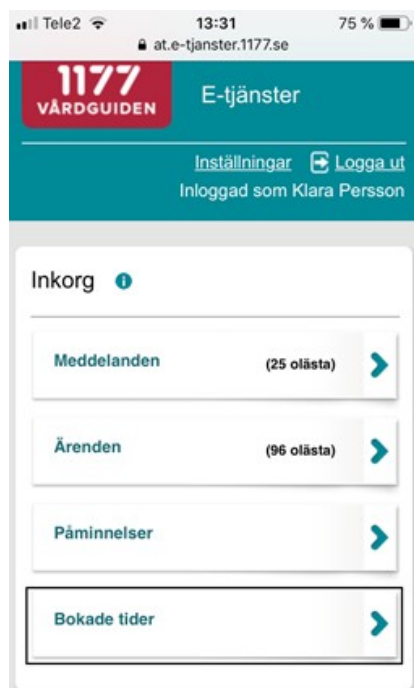 Tele2 13:31 75 %
at.e-tjanster.1177.se
1177
VÅRDGUIDEN
E-tjänster
Inställningar Logga ut
Inloggad som Klara Persson
Inkorg i
Meddelanden (25 olästa)
Ärenden (96 olästa)
Påminnelser
Bokade tider